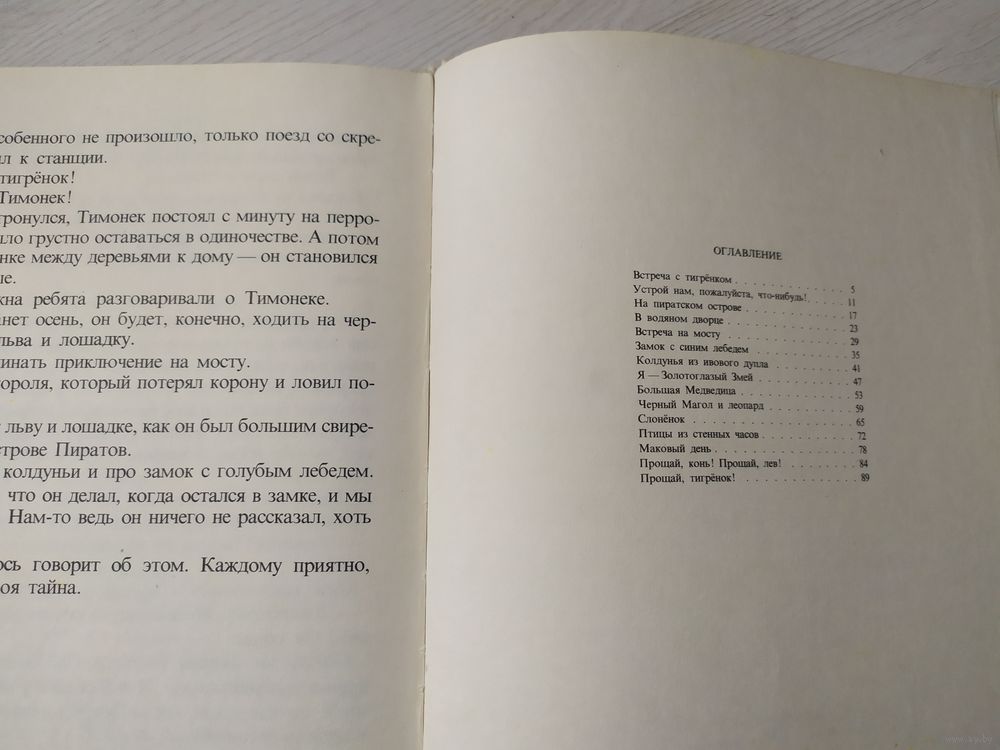 собенного не произошло, только поезд со скре-
л к станции.
тигрёнок!
Тимонек!
тронулся, Тимонек постоял с минуту на перро-
ло грустно оставаться в одиночестве. А потом
нке между деревьями к дому — он становился
ше.
кна ребята разговаривали о Тимонеке.
нет осень, он будет, конечно, ходить на чер-
льва и лошадку.
инать приключение на мосту.
ороля, который потерял корону и ловил по-
льву и лошадке, как он был большим свире-
строве Пиратов.
колдуньи и про замок с голубым лебедем.
что он делал, когда остался в замке, и мы
Нам-то ведь он ничего не рассказал, хоть
ось говорит об этом. Каждому приятно,
оя тайна.
ОГЛАВЛЕНИЕ
Встреча с тигрёнком . . . . . . . . . . 5
Устрой нам, пожалуйста, что-нибудь! . . . . 11
На пиратском острове . . . . . . . . . 17
В водяном дворце . . . . . . . . . . . 23
Встреча на мосту . . . . . . . . . . . 29
Замок с синим лебедем . . . . . . . . . 35
Колдунья из ивового дупла . . . . . . . . 41
Я — Золотоглазый Змей . . . . . . . . . 47
Большая Медведица . . . . . . . . . . 53
Черный Магол и леопард . . . . . . . . 59
Слонёнок . . . . . . . . . . . . . . 65
Птицы из стенных часов . . . . . . . . . 72
Маковый день . . . . . . . . . . . . 78
Прощай, конь! Прощай, лев! . . . . . . . 84
Прощай, тигрёнок! . . . . . . . . . . 89